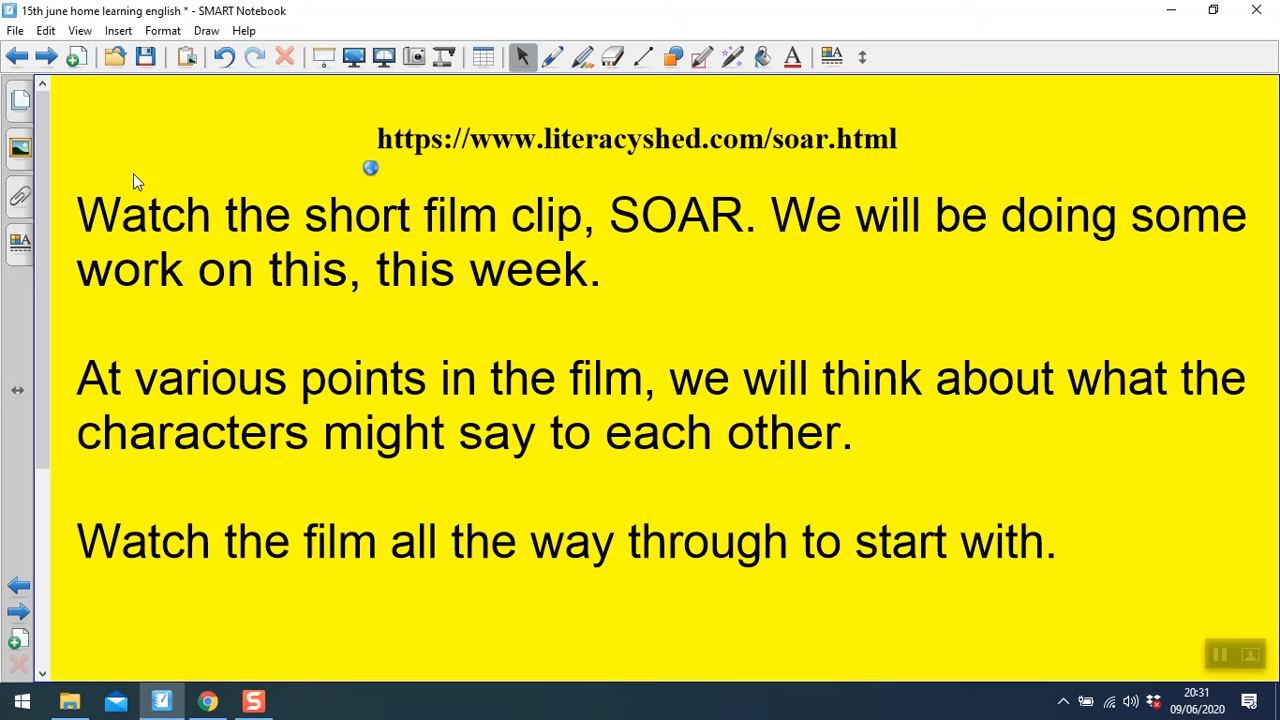 15th june home learning english * - SMART Notebook
File Edit View Insert Format Draw Help
https://www.literacyshed.com/soar.html
Watch the short film clip, SOAR. We will be doing some
work on this, this week.
At various points in the film, we will think about what the
characters might say to each other.
Watch the film all the way through to start with.
20:31
09/06/2020